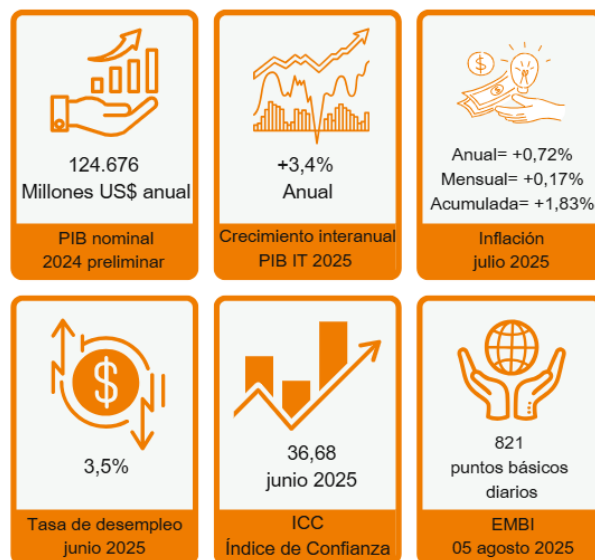 124.676
Millones US$ anual
PIB nominal
2024 preliminar
+3,4%
Anual
Crecimiento interanual
PIB IT 2025
Anual= +0,72%
Mensual= +0,17%
Acumulada= +1,83%
Inflación
julio 2025
$
3,5%
Tasa de desempleo
junio 2025
36,68
junio 2025
ICC
Índice de Confianza
821
puntos básicos
diarios
EMBI
05 agosto 2025